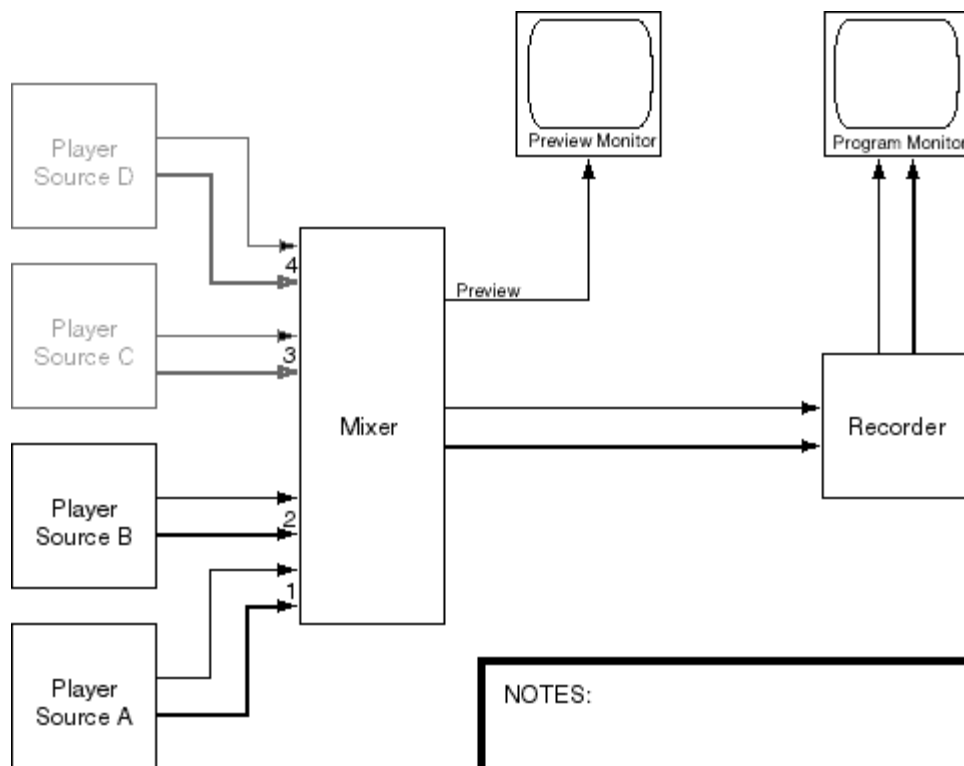 Preview Monitor
Program Monitor
Player
Source D
4
Player
Source C
3
Preview
Mixer
Recorder
Player
Source B
2
1
Player
Source A
NOTES: